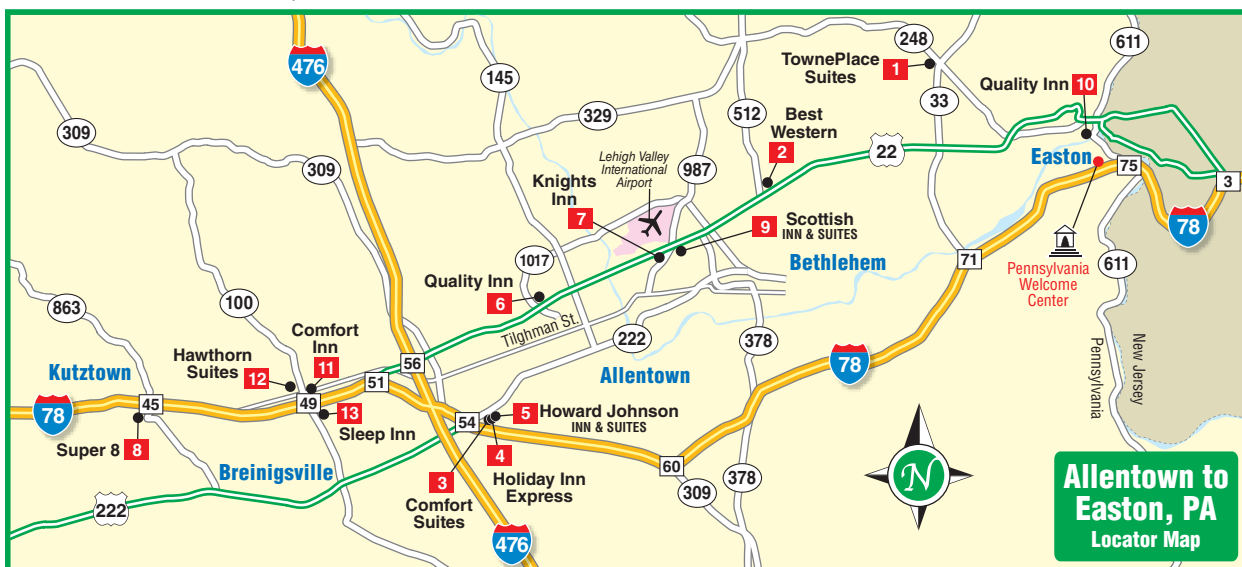 476
309
145
329
248
TownePlace
Suites
1
611
33
Quality Inn 10
512
Best
Western
2
22
Lehigh Valley
International
Airport
987
Knights
Inn
7
309
Easton
75
3
78
9 Scottish
INN & SUITES
Bethlehem
71
Pennsylvania
Welcome
Center
611
1017
Quality Inn
6
Tilghman St.
863
100
222
378
Comfort
Inn
11
Hawthorn
Suites
12
56
51
Kutztown
Allentown
78
New Jersey
Pennsylvania
78
45
49
13
Sleep Inn
Super 8 8
54
5 Howard Johnson
INN & SUITES
4
Holiday Inn
Express
3
Comfort
Suites
Breinigsville
60
309
378
222
476
N
Allentown to
Easton, PA
Locator Map